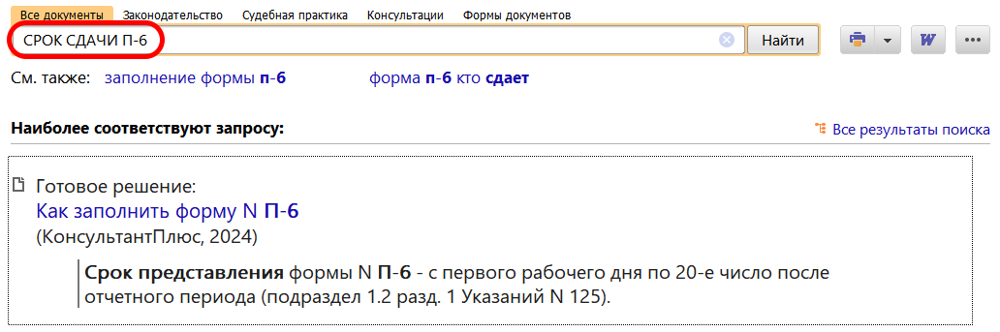 Все документы Законодательство Судебная практика Консультации Формы документов
СРОК СДАЧИ П-6 Найти W
См. также: заполнение формы п-6 форма п-6 кто сдает
Наиболее соответствуют запросу: Все результаты поиска
Готовое решение:
Как заполнить форму N П-6
(КонсультантПлюс, 2024)
Срок представления формы N П-6 - с первого рабочего дня по 20-е число после
отчетного периода (подраздел 1.2 разд. 1 Указаний N 125).